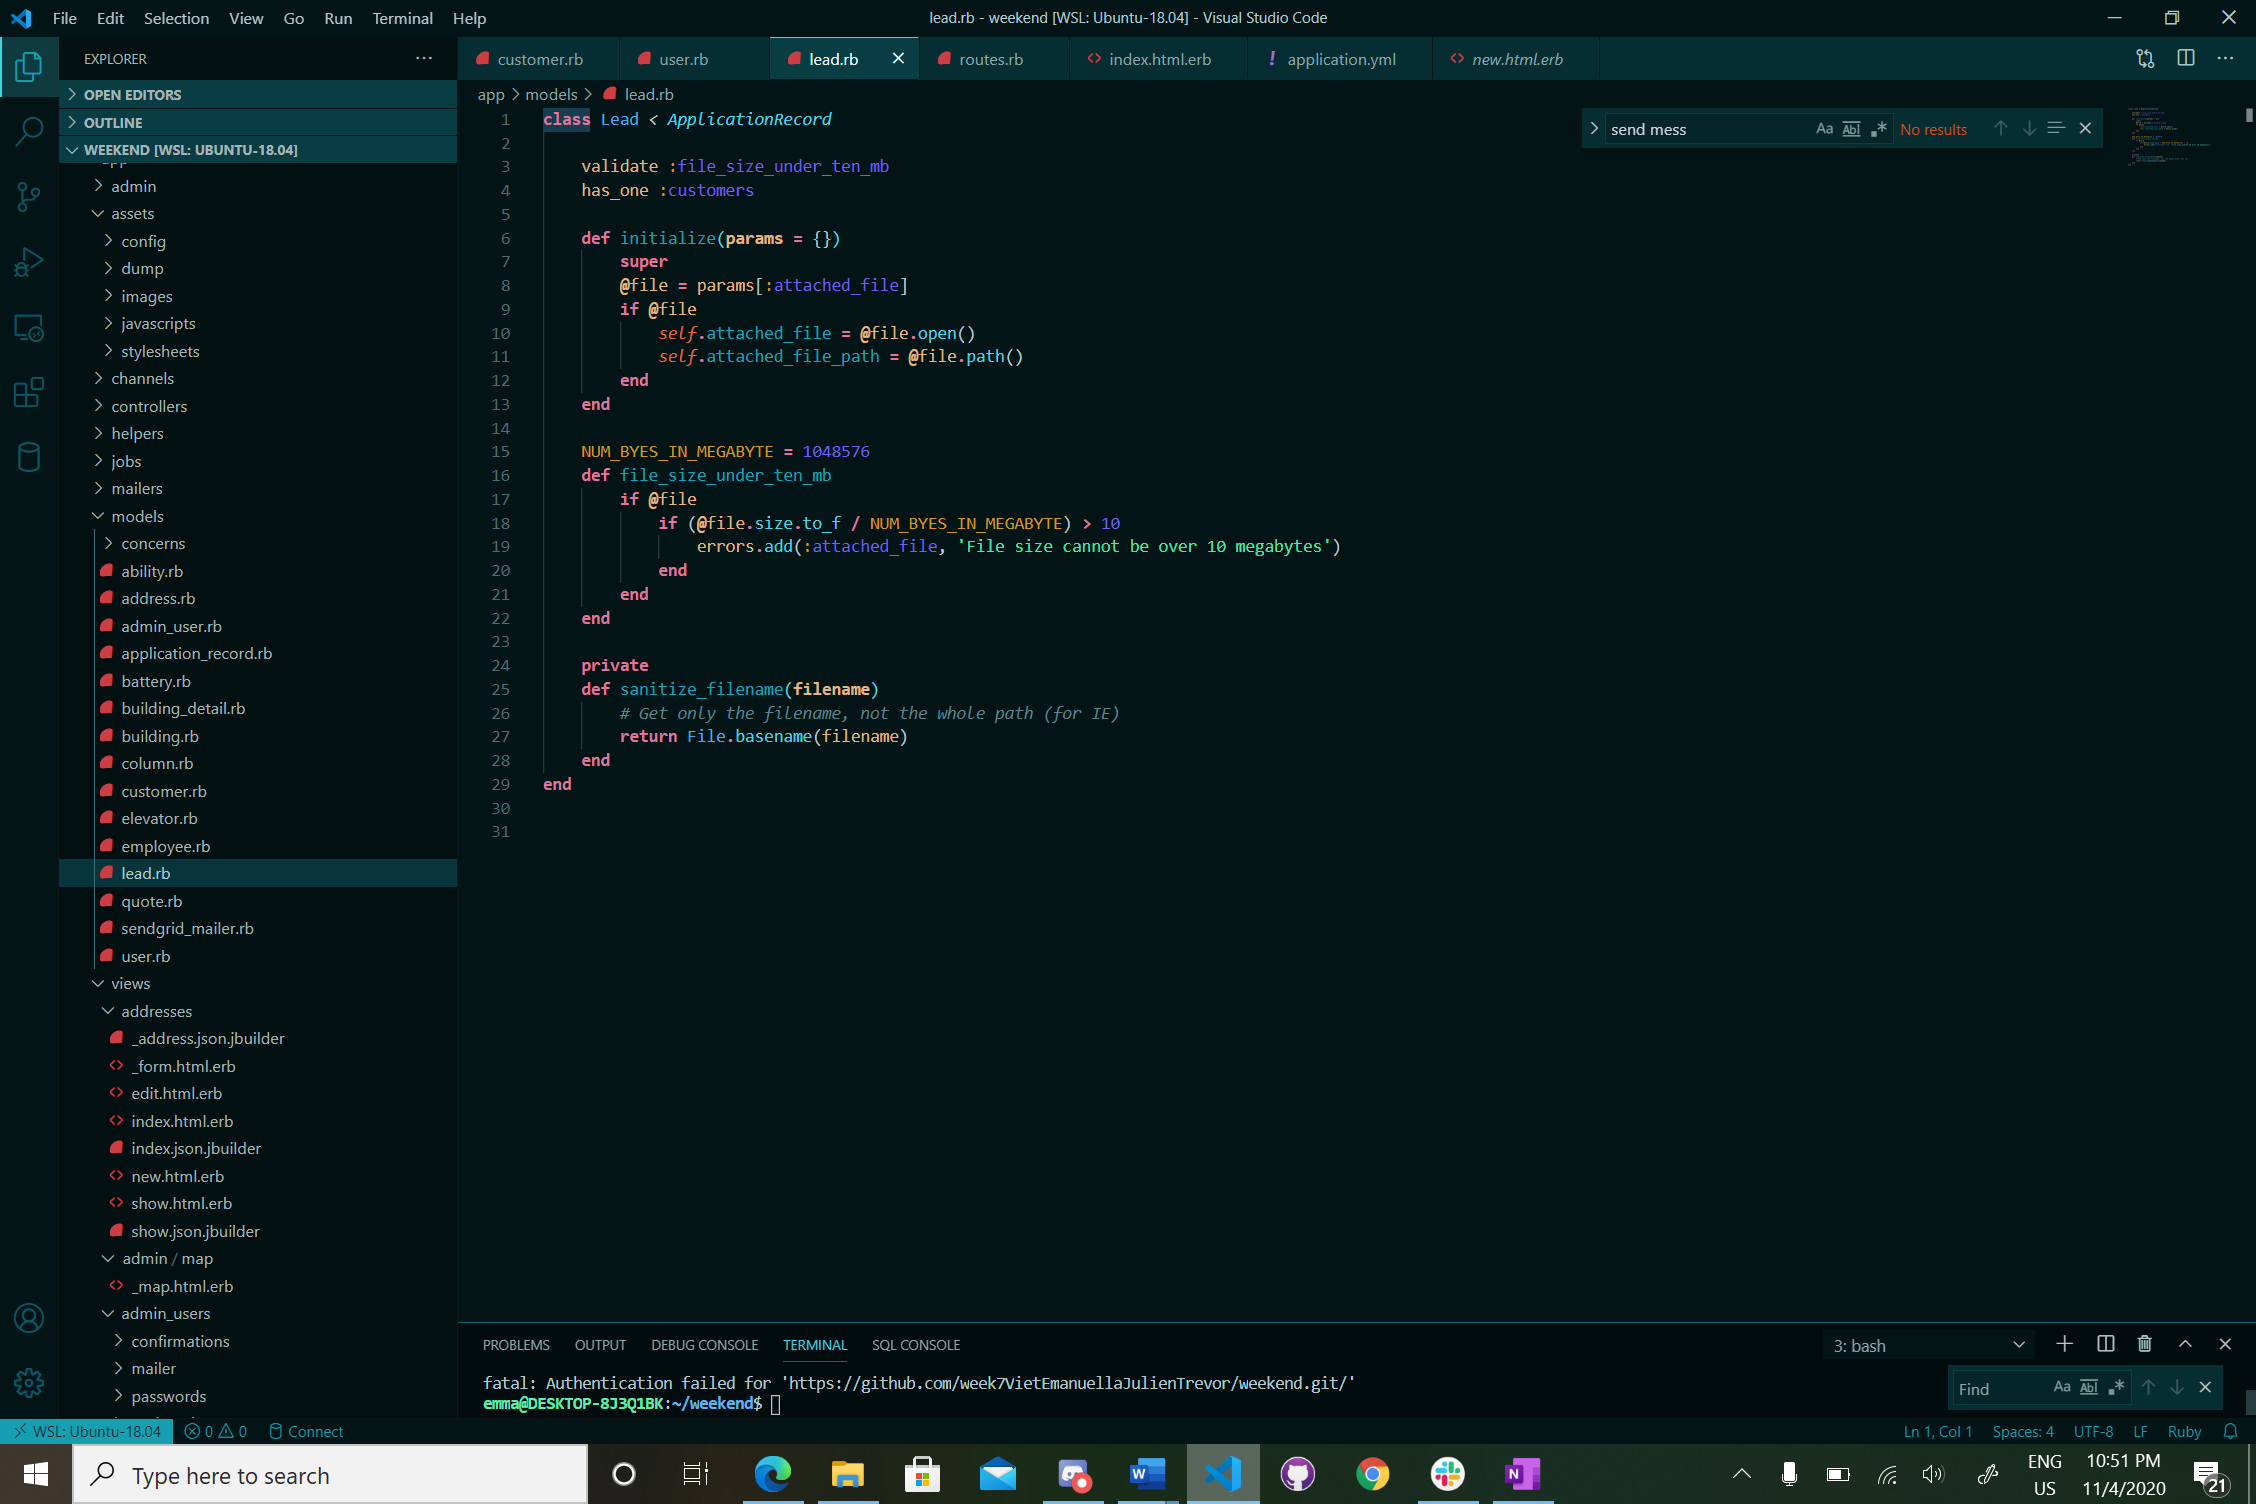 File Edit Selection View Go Run Terminal Help
lead.rb - weekend [WSL: Ubuntu-18.04] - Visual Studio Code
EXPLORER
OPEN EDITORS
OUTLINE
WEEKEND [WSL: UBUNTU-18.04]
admin
assets
config
dump
images
javascripts
stylesheets
channels
controllers
helpers
jobs
mailers
models
concerns
ability.rb
address.rb
admin_user.rb
application_record.rb
battery.rb
building_detail.rb
building.rb
column.rb
customer.rb
elevator.rb
employee.rb
lead.rb
quote.rb
sendgrid_mailer.rb
user.rb
views
addresses
_address.json.jbuilder
_form.html.erb
edit.html.erb
index.html.erb
index.json.jbuilder
new.html.erb
show.html.erb
show.json.jbuilder
admin / map
_map.html.erb
admin_users
confirmations
mailer
passwords
customer.rb user.rb lead.rb routes.rb index.html.erb ! application.yml new.html.erb
app > models > lead.rb
send mess Aa Abl No results
1 class Lead < ApplicationRecord
2
3 validate :file_size_under_ten_mb
4 has_one :customers
5
6 def initialize(params = {})
7 super
8 @file = params[:attached_file]
9 if @file
10 self.attached_file = @file.open()
11 self.attached_file_path = @file.path()
12 end
13 end
14
15 NUM_BYES_IN_MEGABYTE = 1048576
16 def file_size_under_ten_mb
17 if @file
18 if (@file.size.to_f / NUM_BYES_IN_MEGABYTE) > 10
19 errors.add(:attached_file, 'File size cannot be over 10 megabytes')
20 end
21 end
22 end
23
24 private
25 def sanitize_filename(filename)
26 # Get only the filename, not the whole path (for IE)
27 return File.basename(filename)
28 end
29 end
30
31
PROBLEMS OUTPUT DEBUG CONSOLE TERMINAL SQL CONSOLE
3: bash
Find Aa Abl
fatal: Authentication failed for 'https://github.com/week7VietEmanuellaJulienTrevor/weekend.git/'
emma@DESKTOP-8J3Q1BK:~/weekend$
WSL: Ubuntu-18.04 0 0 Connect
Ln 1, Col 1 Spaces: 4 UTF-8 LF Ruby
Type here to search
ENG
US
10:51 PM
11/4/2020
21